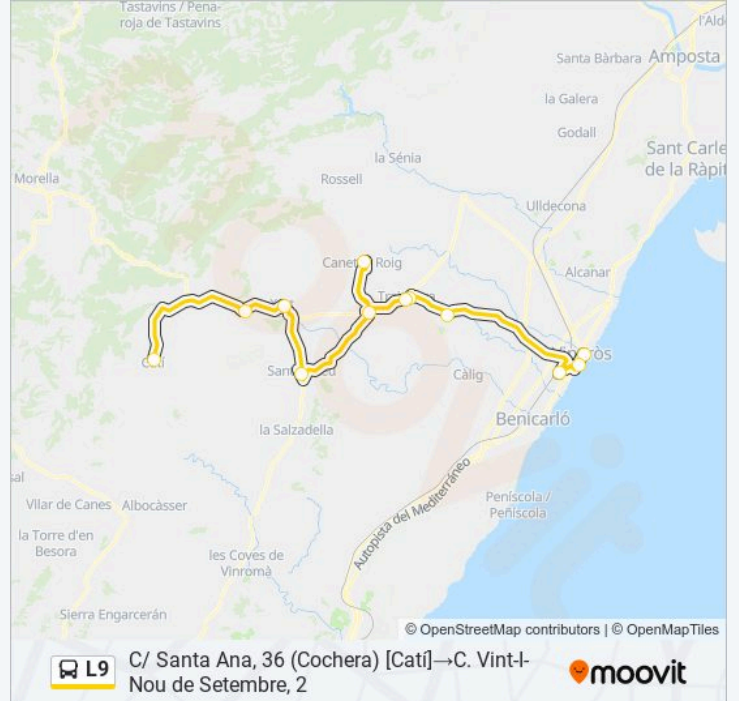 Tastavins / Pena-
roja de Tastavins
l'Ald
Santa Bàrbara
Amposta
la Galera
Godall
Sant Carle
de la Ràpit
la Sénia
Morella
Rossell
Ulldecona
Canet
Roig
Alcanar
Càlig
Benicarló
la Salzadella
Peníscola /
Peñíscola
Autopista del Mediterráneo
sal
Vilar de Canes
Albocàsser
la Torre d'en
Besora
les Coves de
Vinromà
Sierra Engarcerán
© OpenStreetMap contributors | © OpenMapTiles
L9
C/ Santa Ana, 36 (Cochera) [Catí]→C. Vint-I-
Nou de Setembre, 2
moovit